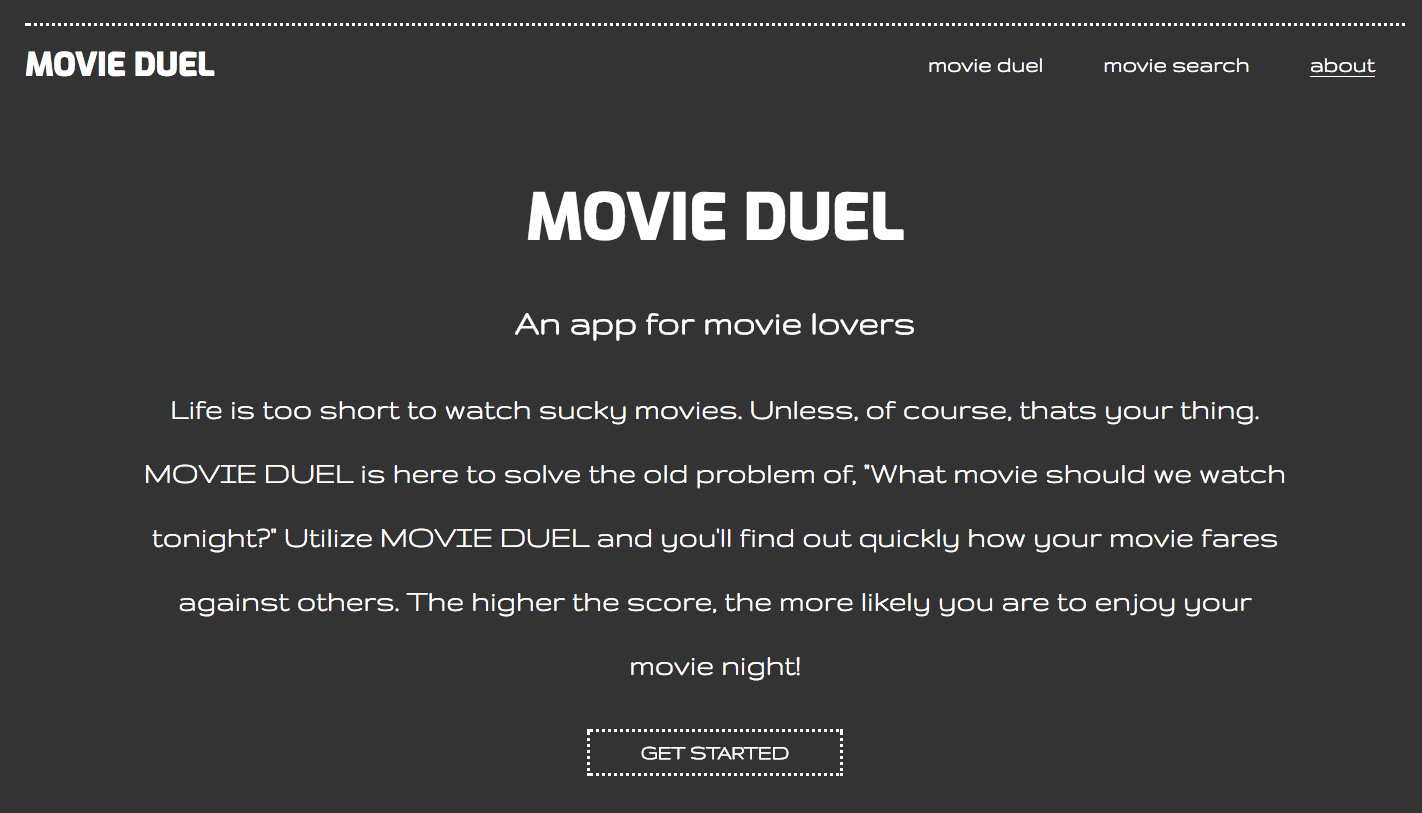 MOVIE DUEL
movie duel
movie search
about
MOVIE DUEL
An app for movie lovers
Life is too short to watch sucky movies. Unless, of course, thats your thing.
MOVIE DUEL is here to solve the old problem of, "What movie should we watch
tonight?" Utilize MOVIE DUEL and you'll find out quickly how your movie fares
against others. The higher the score, the more likely you are to enjoy your
movie night!
GET STARTED